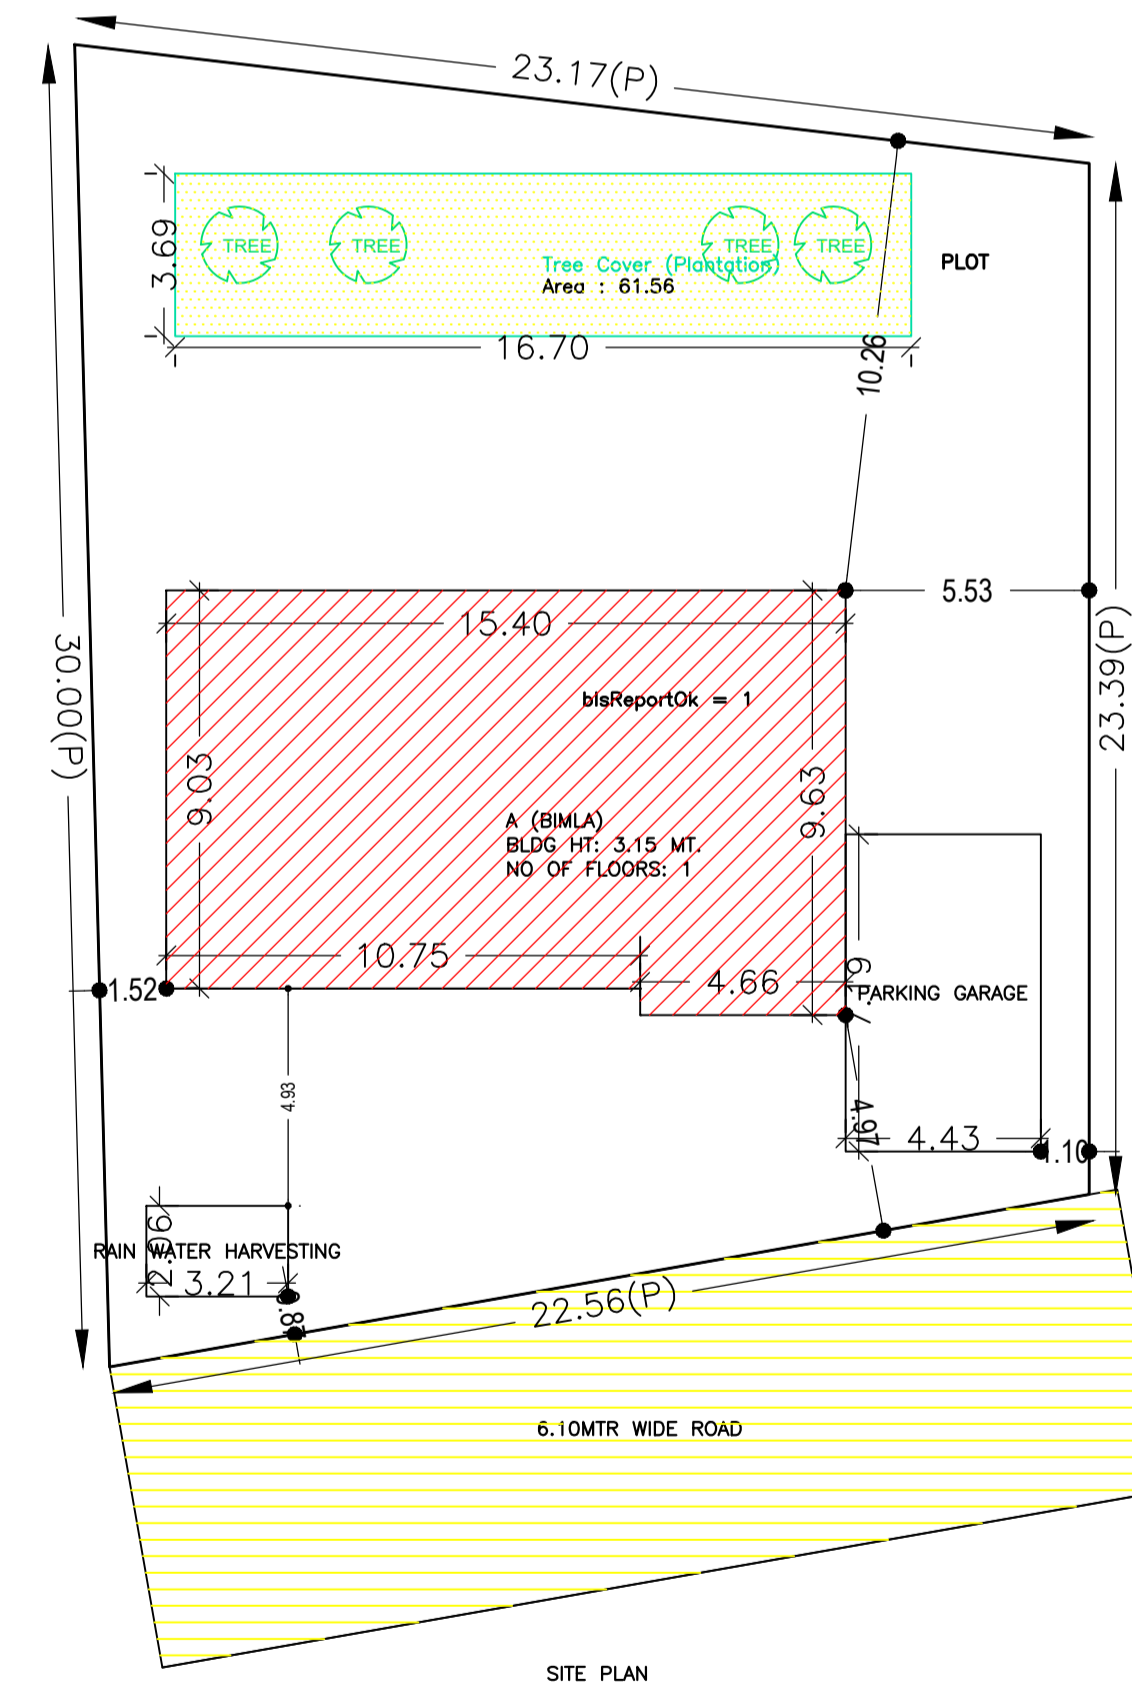 23.17(P)
3.69
TREE
TREE
TREE
TREE
Tree Cover (Plantation)
Area : 61.56
PLOT
16.70
10.26
5.53
15.40
30.00(P)
23.39(P)
bisReportOk = 1
9.03
9.63
A (BIMLA)
BLDG HT: 3.15 MT.
NO OF FLOORS: 1
10.75
4.66
7.19
1.52
PARKING GARAGE
4.93
4.97
4.43
1.10
2.06
RAIN WATER HARVESTING
3.21
22.56(P)
6.10MTR WIDE ROAD
SITE PLAN